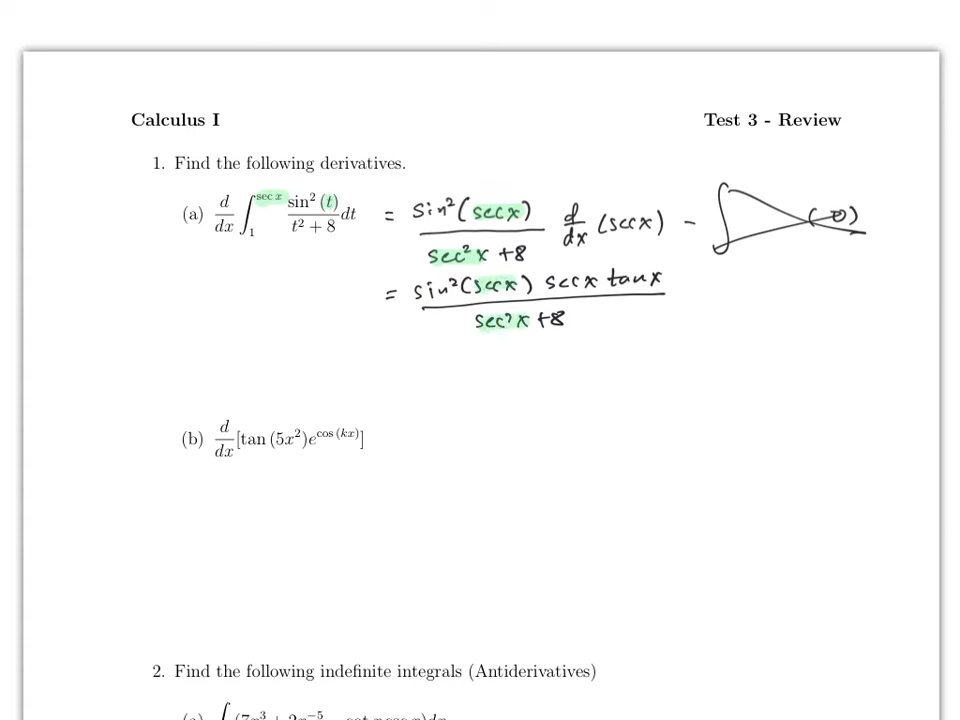 Calculus I Test 3 - Review
1. Find the following derivatives.
(a) d/dx ∫₁^(sec x) sin² (t)/(t² + 8) dt = sin²(sec x)/(sec² x + 8) d/dx (sec x) - ∫ (0)
= sin²(sec x) sec x tan x/(sec² x + 8)
(b) d/dx [tan (5x²)e^(cos (kx))]
2. Find the following indefinite integrals (Antiderivatives)